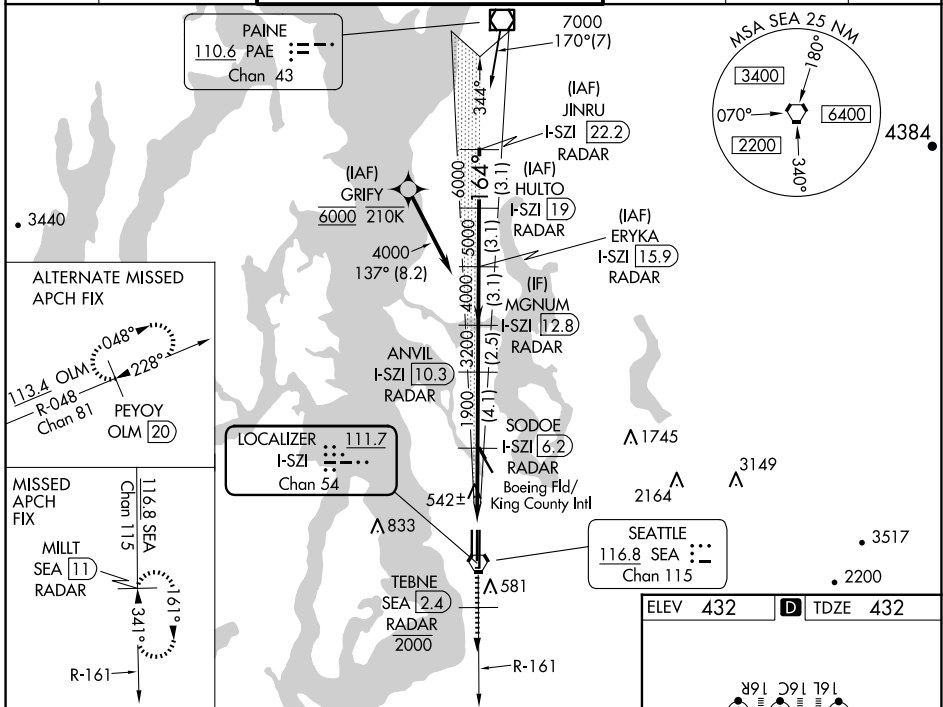 PAINE
110.6 PAE
Chan 43
7000
170°(7)
MSA SEA 25 NM
180°
3400
070°
6400
2200
340°
4384
344°
(IAF)
JINRU
I-SZI 22.2
RADAR
6000
164°
(3.1)
(IAF)
HULTO
I-SZI 19
RADAR
(IAF)
GRIFY
6000 210K
4000
137° (8.2)
5000
(3.1)
(IAF)
ERYKA
I-SZI 15.9
RADAR
4000
(3.1)
(IF)
MGNUM
I-SZI 12.8
RADAR
3200
(2.5)
ANVIL
I-SZI 10.3
RADAR
1900
(4.1)
SODOE
I-SZI 6.2
RADAR
Boeing Fld/
King County Intl
3440
ALTERNATE MISSED
APCH FIX
048°
228°
113.4 OLM
R-048
Chan 81
PEYOY
OLM 20
LOCALIZER 111.7
I-SZI
Chan 54
542±
833
1745
3149
2164
MISSED
APCH
FIX
116.8 SEA
Chan 115
MILLT
SEA 11
RADAR
161°
341°
R-161
SEATTLE
116.8 SEA
Chan 115
3517
2200
581
TEBNE
SEA 2.4
RADAR
2000
R-161
ELEV 432 D TDZE 432
16R 16C 16L